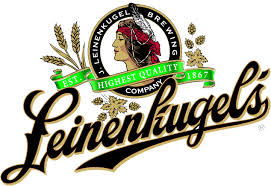 J. LEINENKUGEL BREWING
COMPANY
EST. HIGHEST QUALITY 1867
Leinenkugel's
®